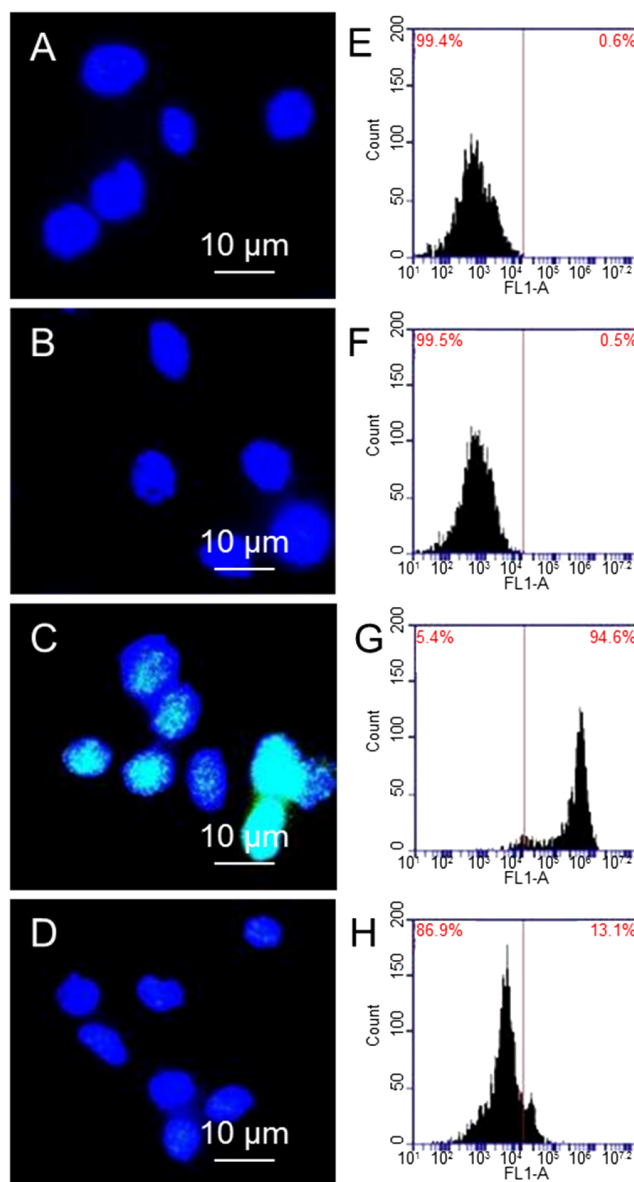 A
10 µm
E
200
150
100
50
0
Count
99.4% 0.6%
10¹ 10² 10³ 10⁴ 10⁵ 10⁶ 10⁷·²
FL1-A
B
10 µm
F
200
150
100
50
0
Count
99.5% 0.5%
10¹ 10² 10³ 10⁴ 10⁵ 10⁶ 10⁷·²
FL1-A
C
10 µm
G
200
150
100
50
0
Count
5.4% 94.6%
10¹ 10² 10³ 10⁴ 10⁵ 10⁶ 10⁷·²
FL1-A
D
10 µm
H
200
150
100
50
0
Count
86.9% 13.1%
10¹ 10² 10³ 10⁴ 10⁵ 10⁶ 10⁷·²
FL1-A